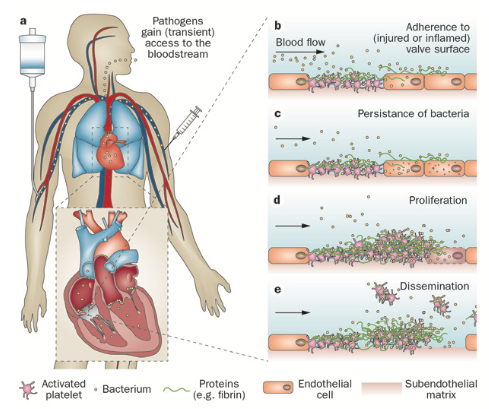 a
Pathogens
gain (transient)
access to the
bloodstream
b
Adherence to
(injured or inflamed)
valve surface
Blood flow
c
Persistance of bacteria
d
Proliferation
e
Dissemination
Activated
platelet
Bacterium
Proteins
(e.g. fibrin)
Endothelial
cell
Subendothelial
matrix